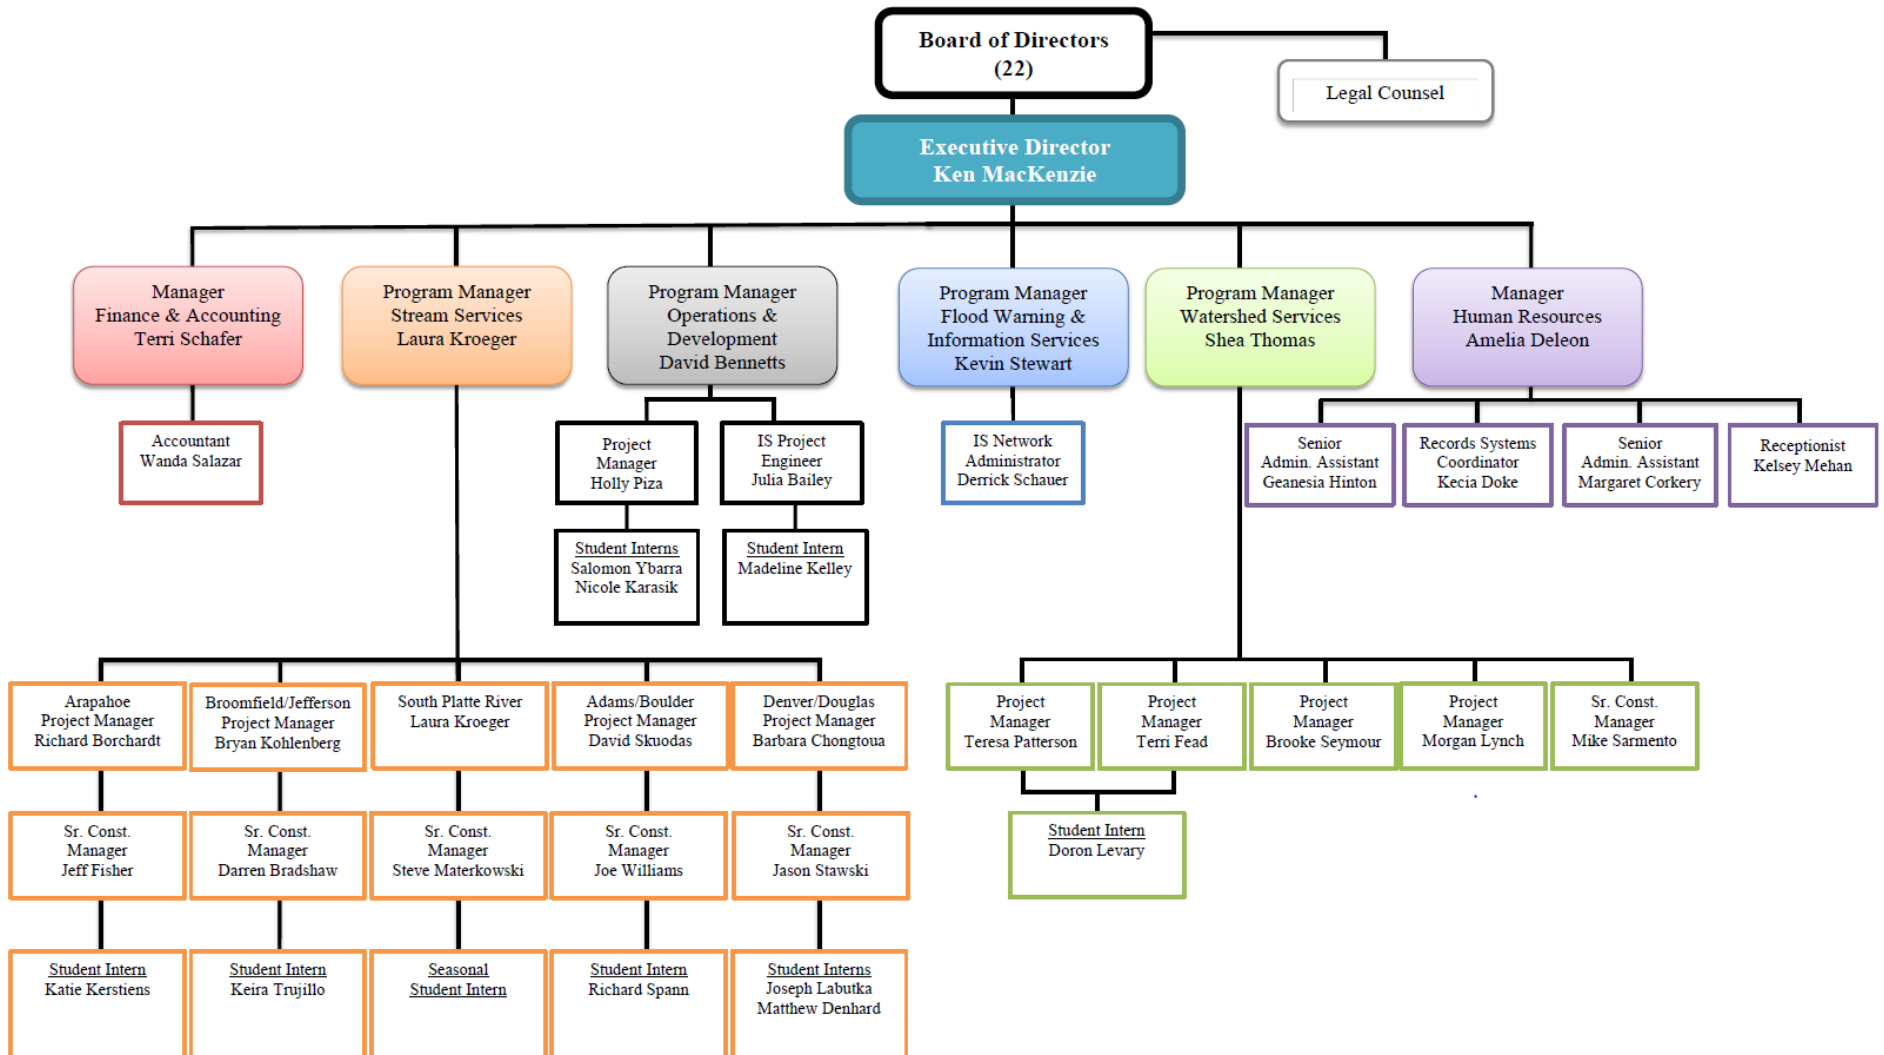 Board of Directors
(22)
Legal Counsel
Executive Director
Ken MacKenzie
Manager
Finance & Accounting
Terri Schafer
Program Manager
Stream Services
Laura Kroeger
Program Manager
Operations &
Development
David Bennetts
Program Manager
Flood Warning &
Information Services
Kevin Stewart
Program Manager
Watershed Services
Shea Thomas
Manager
Human Resources
Amelia Deleon
Accountant
Wanda Salazar
Project
Manager
Holly Piza
IS Project
Engineer
Julia Bailey
IS Network
Administrator
Derrick Schauer
Senior
Admin. Assistant
Geanesia Hinton
Records Systems
Coordinator
Kecia Doke
Senior
Admin. Assistant
Margaret Corkery
Receptionist
Kelsey Mehan
Student Interns
Salomon Ybarra
Nicole Karasik
Student Intern
Madeline Kelley
Arapahoe
Project Manager
Richard Borchardt
Broomfield/Jefferson
Project Manager
Bryan Kohlenberg
South Platte River
Laura Kroeger
Adams/Boulder
Project Manager
David Skuodas
Denver/Douglas
Project Manager
Barbara Chongtoua
Project
Manager
Teresa Patterson
Project
Manager
Terri Fead
Project
Manager
Brooke Seymour
Project
Manager
Morgan Lynch
Sr. Const.
Manager
Mike Sarmento
Sr. Const.
Manager
Jeff Fisher
Sr. Const.
Manager
Darren Bradshaw
Sr. Const.
Manager
Steve Materkowski
Sr. Const.
Manager
Joe Williams
Sr. Const.
Manager
Jason Stawski
Student Intern
Doron Levary
Student Intern
Katie Kerstiens
Student Intern
Keira Trujillo
Seasonal
Student Intern
Student Intern
Richard Spann
Student Interns
Joseph Labutka
Matthew Denhard